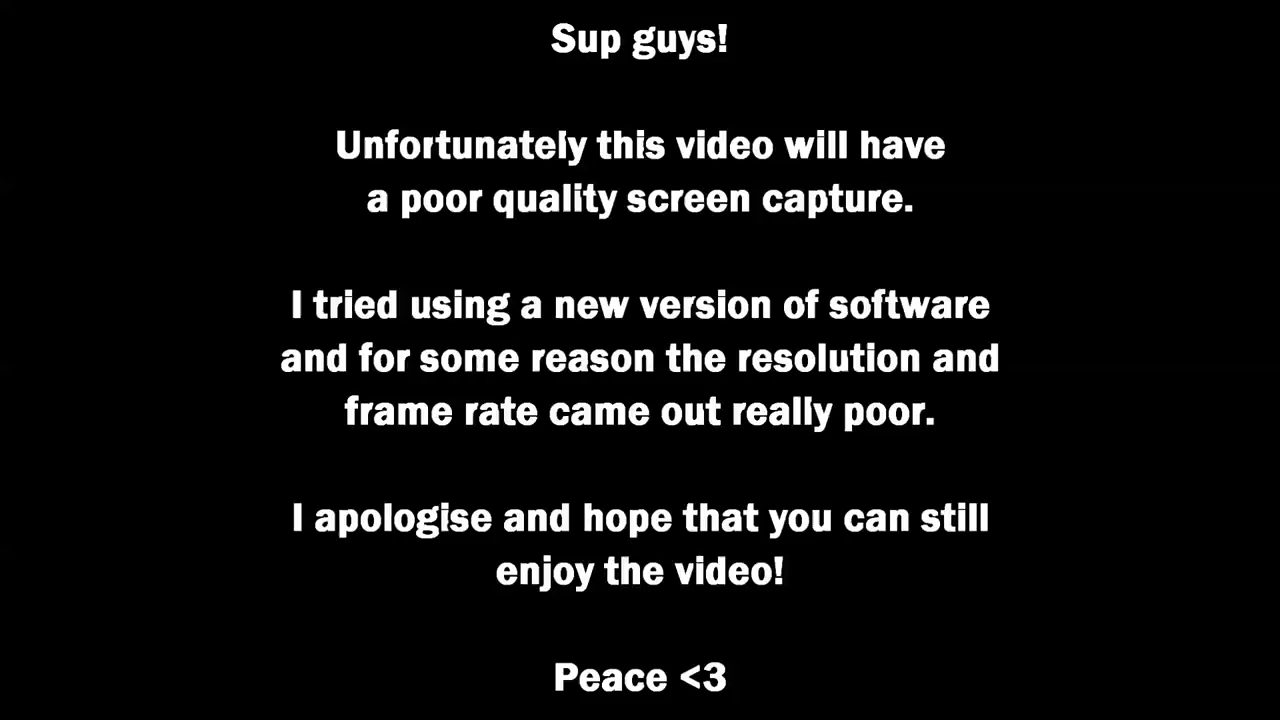 Sup guys!
Unfortunately this video will have
a poor quality screen capture.
I tried using a new version of software
and for some reason the resolution and
frame rate came out really poor.
I apologise and hope that you can still
enjoy the video!
Peace <3